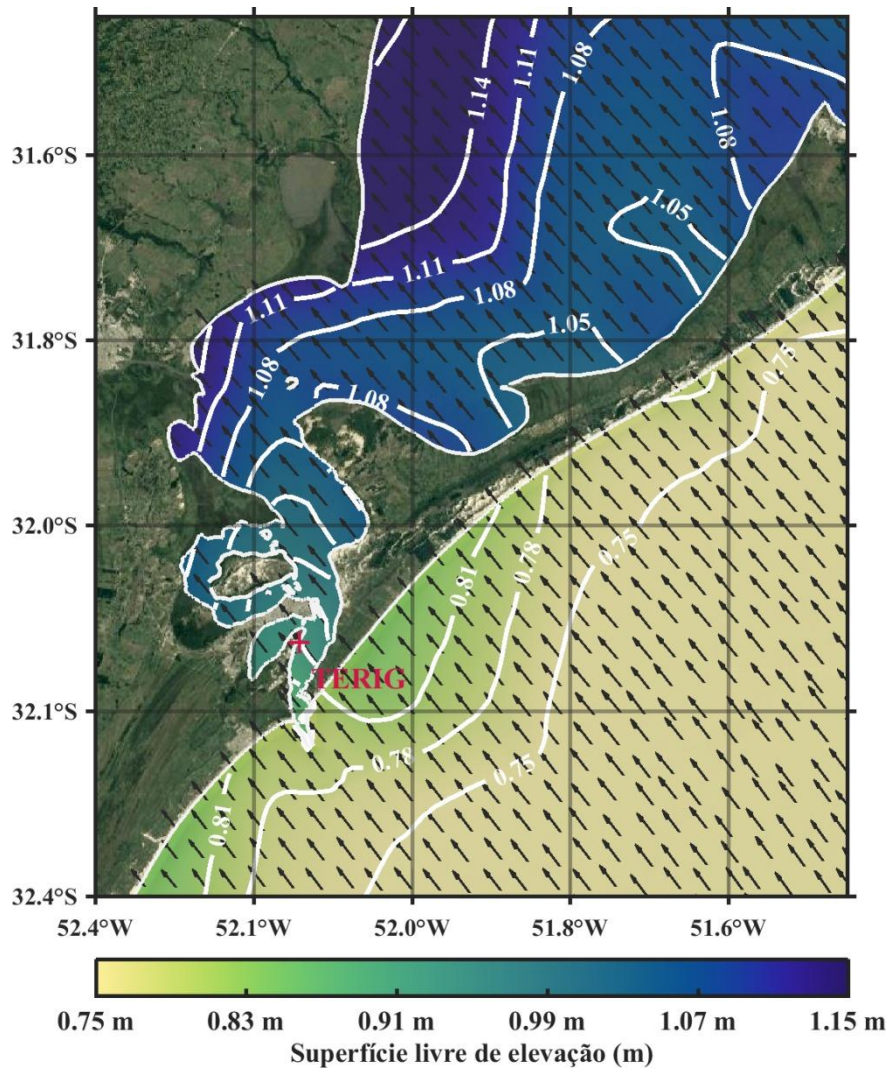 1.14
1.11
1.08
1.08
31.6°S
1.05
1.11
1.11
1.08
1.05
31.8°S
0.75
1.08
1.08
32.0°S
0.81
0.78
0.75
TERIG
32.1°S
0.78
0.75
0.81
32.4°S
52.4°W 52.1°W 52.0°W 51.8°W 51.6°W
0.75 m 0.83 m 0.91 m 0.99 m 1.07 m 1.15 m
Superfície livre de elevação (m)